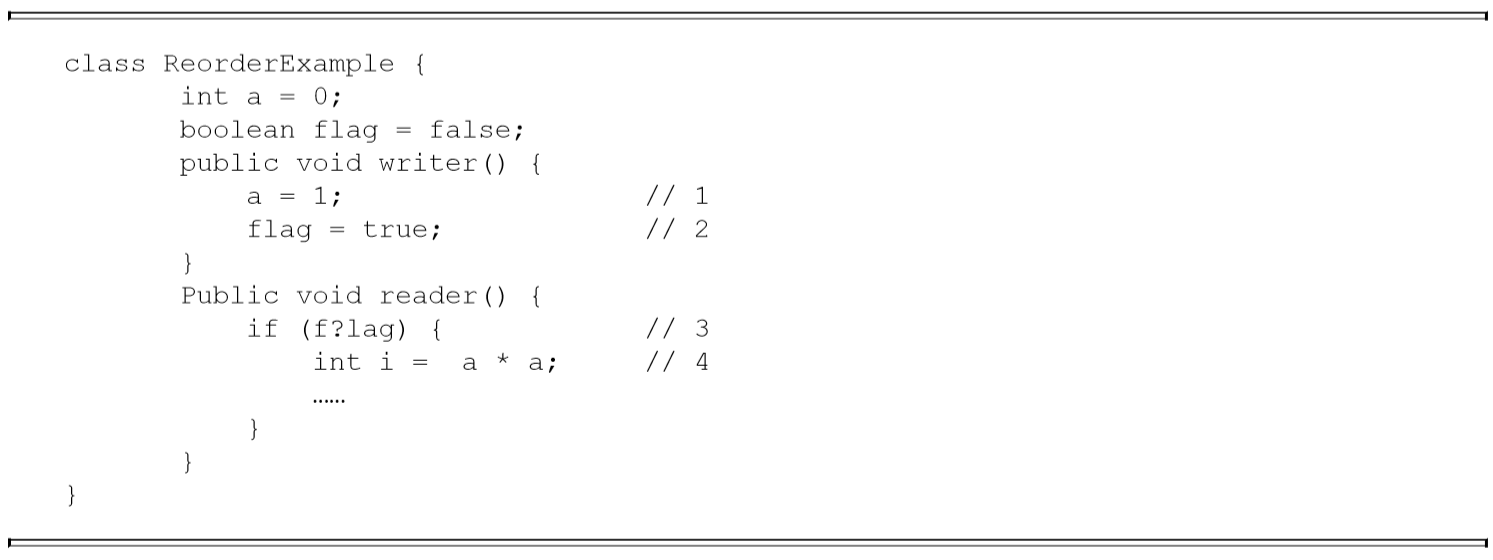 class ReorderExample {
int a = 0;
boolean flag = false;
public void writer() {
a = 1; // 1
flag = true; // 2
}
Public void reader() {
if (f?lag) { // 3
int i = a * a; // 4
……
}
}
}